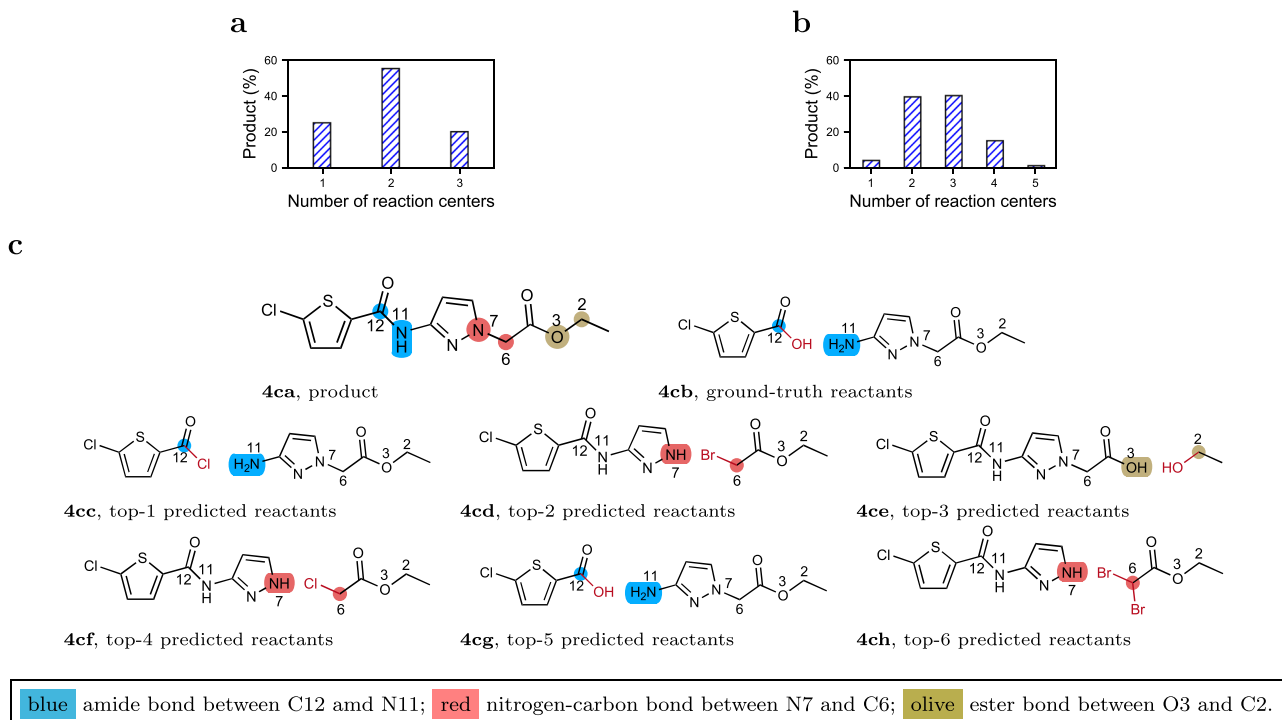 a
60
40
20
0
Product (%)
1 2 3
Number of reaction centers
b
60
40
20
0
Product (%)
1 2 3 4 5
Number of reaction centers
c
Cl S O 12 11 N H N N 7 6 O O 3 2
4ca, product
Cl S O 12 OH 11 H2N N N 7 6 O O 3 2
4cb, ground-truth reactants
Cl S O 12 Cl 11 H2N N N 7 6 O O 3 2
4cc, top-1 predicted reactants
Cl S O 12 11 N H N NH 7 Br 6 O O 3 2
4cd, top-2 predicted reactants
Cl S O 12 11 N H N N 7 6 O 3 OH 2 HO
4ce, top-3 predicted reactants
Cl S O 12 11 N H N NH 7 Cl 6 O O 3 2
4cf, top-4 predicted reactants
Cl S O 12 OH 11 H2N N N 7 6 O O 3 2
4cg, top-5 predicted reactants
Cl S O 12 11 N H N NH 7 Br 6 Br O O 3 2
4ch, top-6 predicted reactants
blue amide bond between C12 amd N11; red nitrogen-carbon bond between N7 and C6; olive ester bond between O3 and C2.